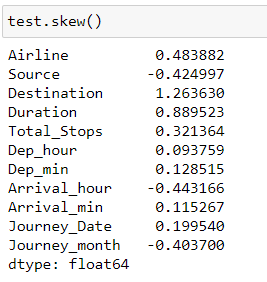 test.skew()
Airline 0.483882
Source -0.424997
Destination 1.263630
Duration 0.889523
Total_Stops 0.321364
Dep_hour 0.093759
Dep_min 0.128515
Arrival_hour -0.443166
Arrival_min 0.115267
Journey_Date 0.199540
Journey_month -0.403700
dtype: float64